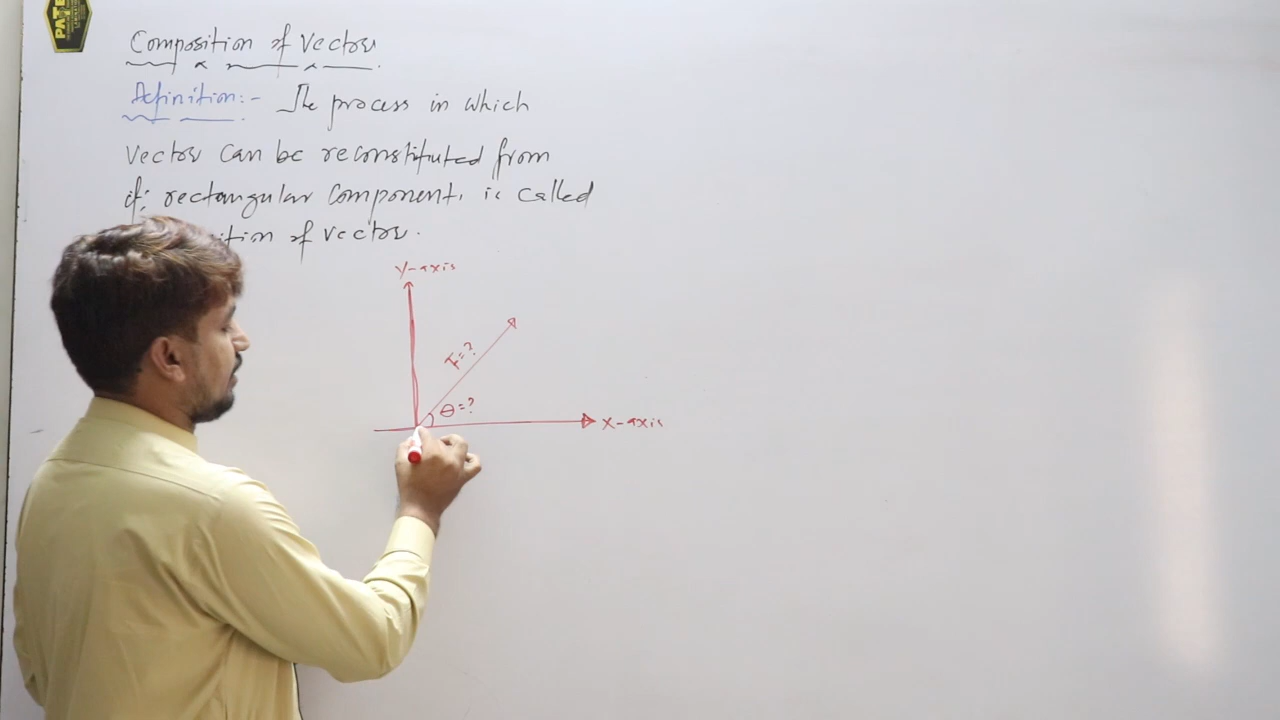 Composition of Vector
Definition:- The process in which
Vector can be reconstituted from
its rectangular components is called
ition of vector.
Y-axis
F=?
θ=?
X-axis